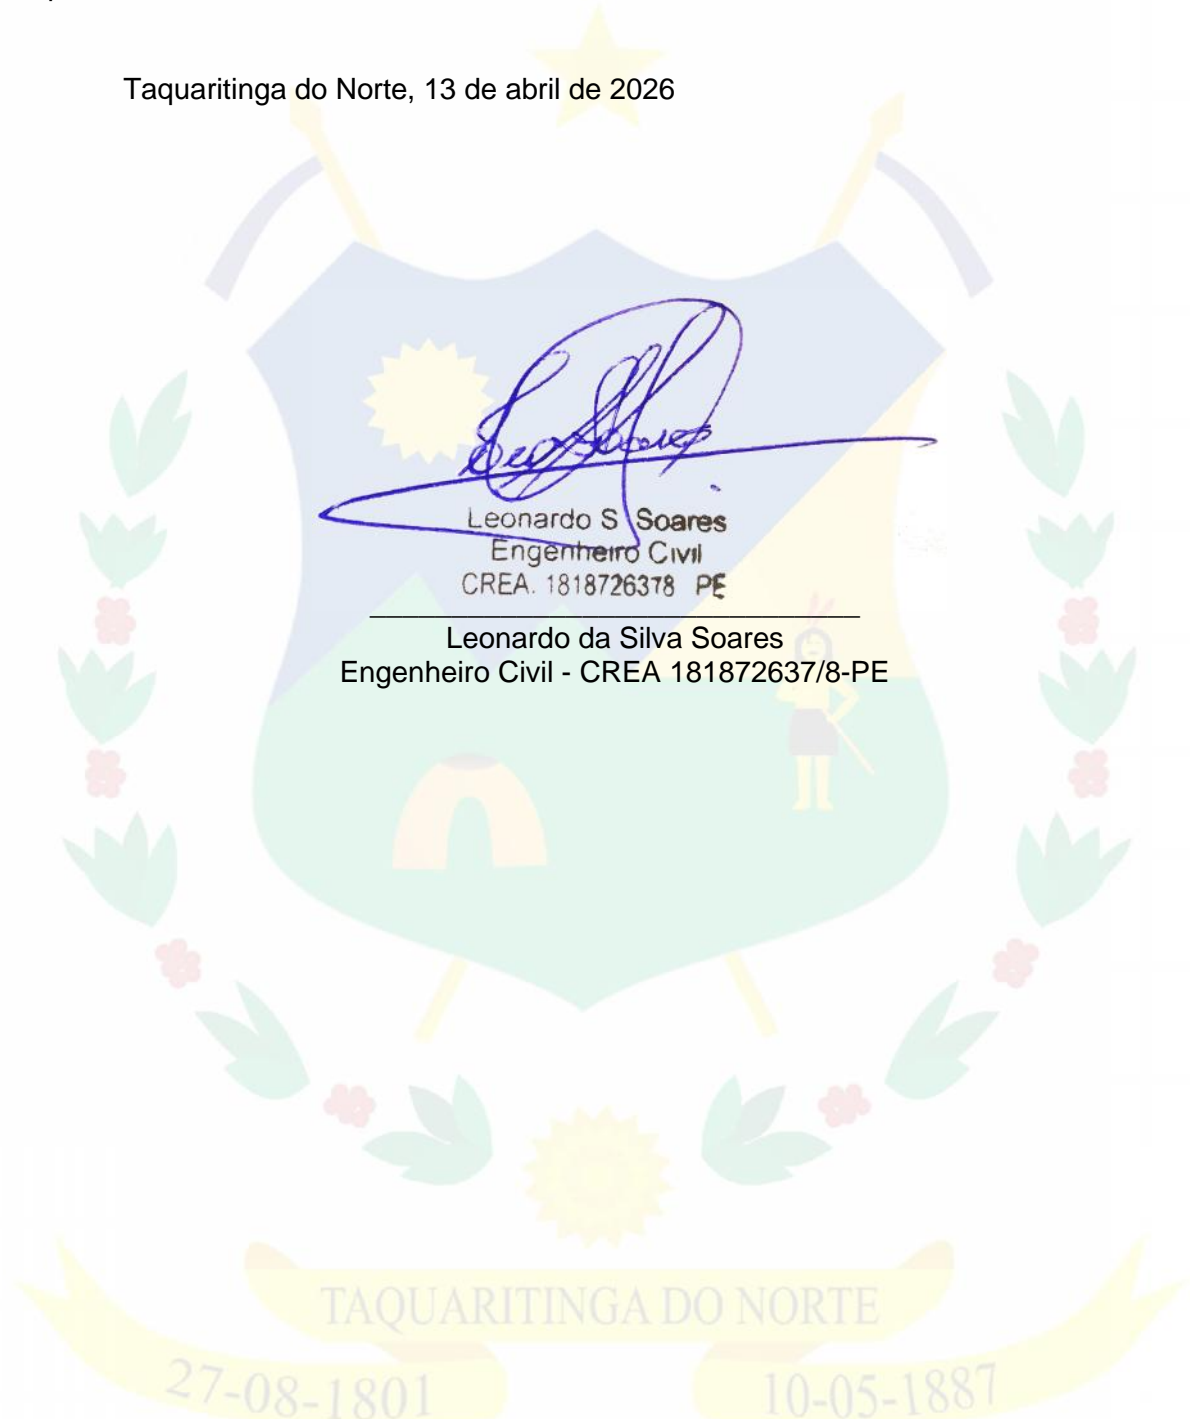 Taquaritinga do Norte, 13 de abril de 2026
Leonardo S Soares
Engenheiro Civil
CREA. 1818726378 PE
Leonardo da Silva Soares
Engenheiro Civil - CREA 181872637/8-PE
TAQUARITINGA DO NORTE
27-08-1801
10-05-1887